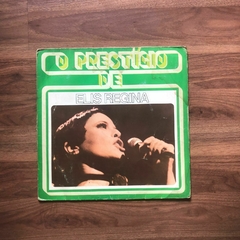 O PRESTÍGIO
DE
ELIS REGINA